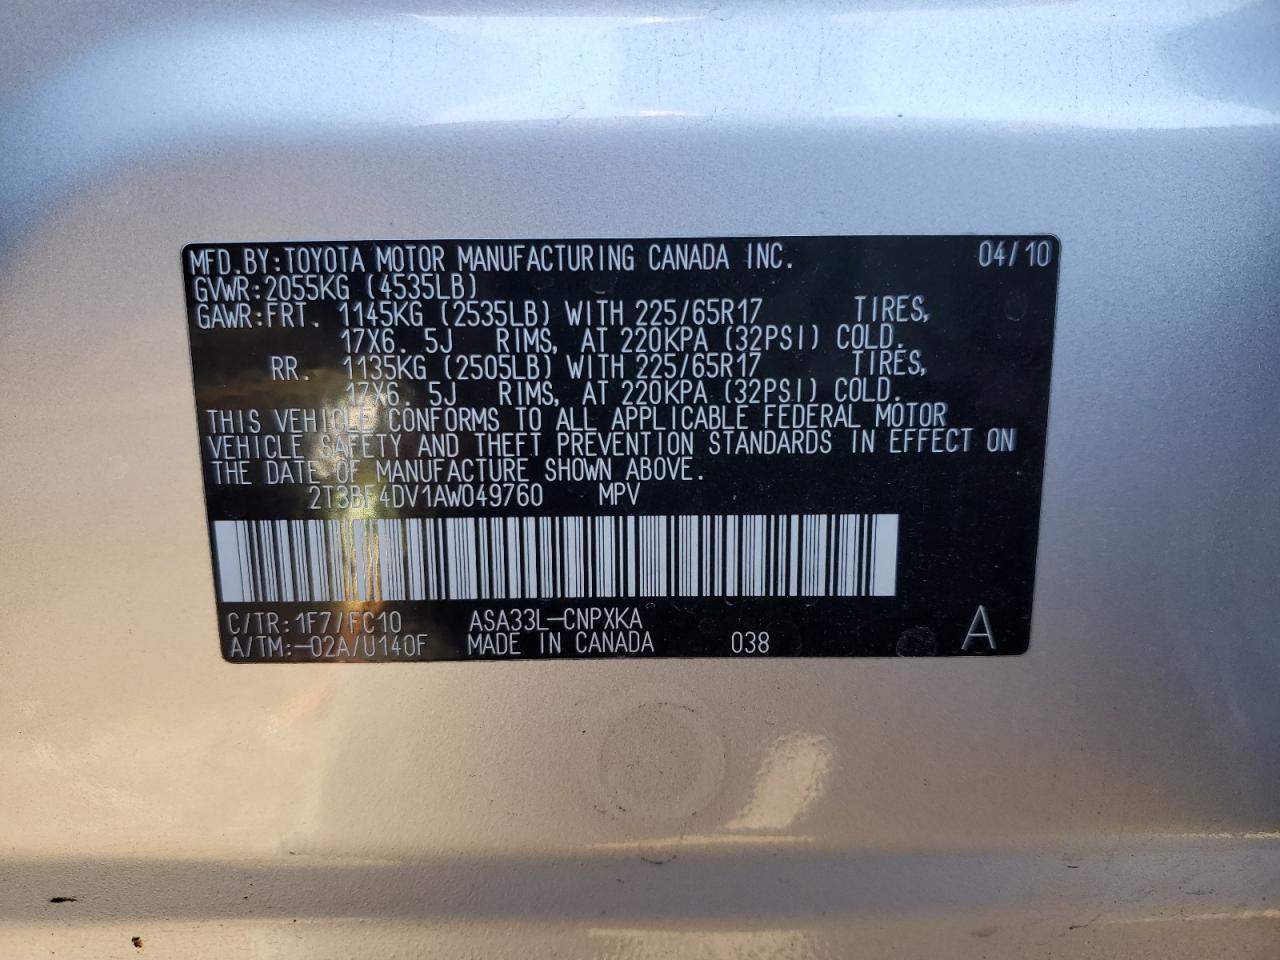 MFD.BY:TOYOTA MOTOR MANUFACTURING CANADA INC. 04/10
GVWR:2055KG (4535LB)
GAWR:FRT. 1145KG (2535LB) WITH 225/65R17 TIRES,
17X6. 5J RIMS, AT 220KPA (32PSI) COLD.
RR. 1135KG (2505LB) WITH 225/65R17 TIRES,
17X6. 5J RIMS, AT 220KPA (32PSI) COLD.
THIS VEHICLE CONFORMS TO ALL APPLICABLE FEDERAL MOTOR
VEHICLE SAFETY AND THEFT PREVENTION STANDARDS IN EFFECT ON
THE DATE OF MANUFACTURE SHOWN ABOVE.
2T3BF4DV1AW049760 MPV
C/TR:1F7/FC10 ASA33L-CNPXKA
A/TM:-02A/U140F MADE IN CANADA 038 A